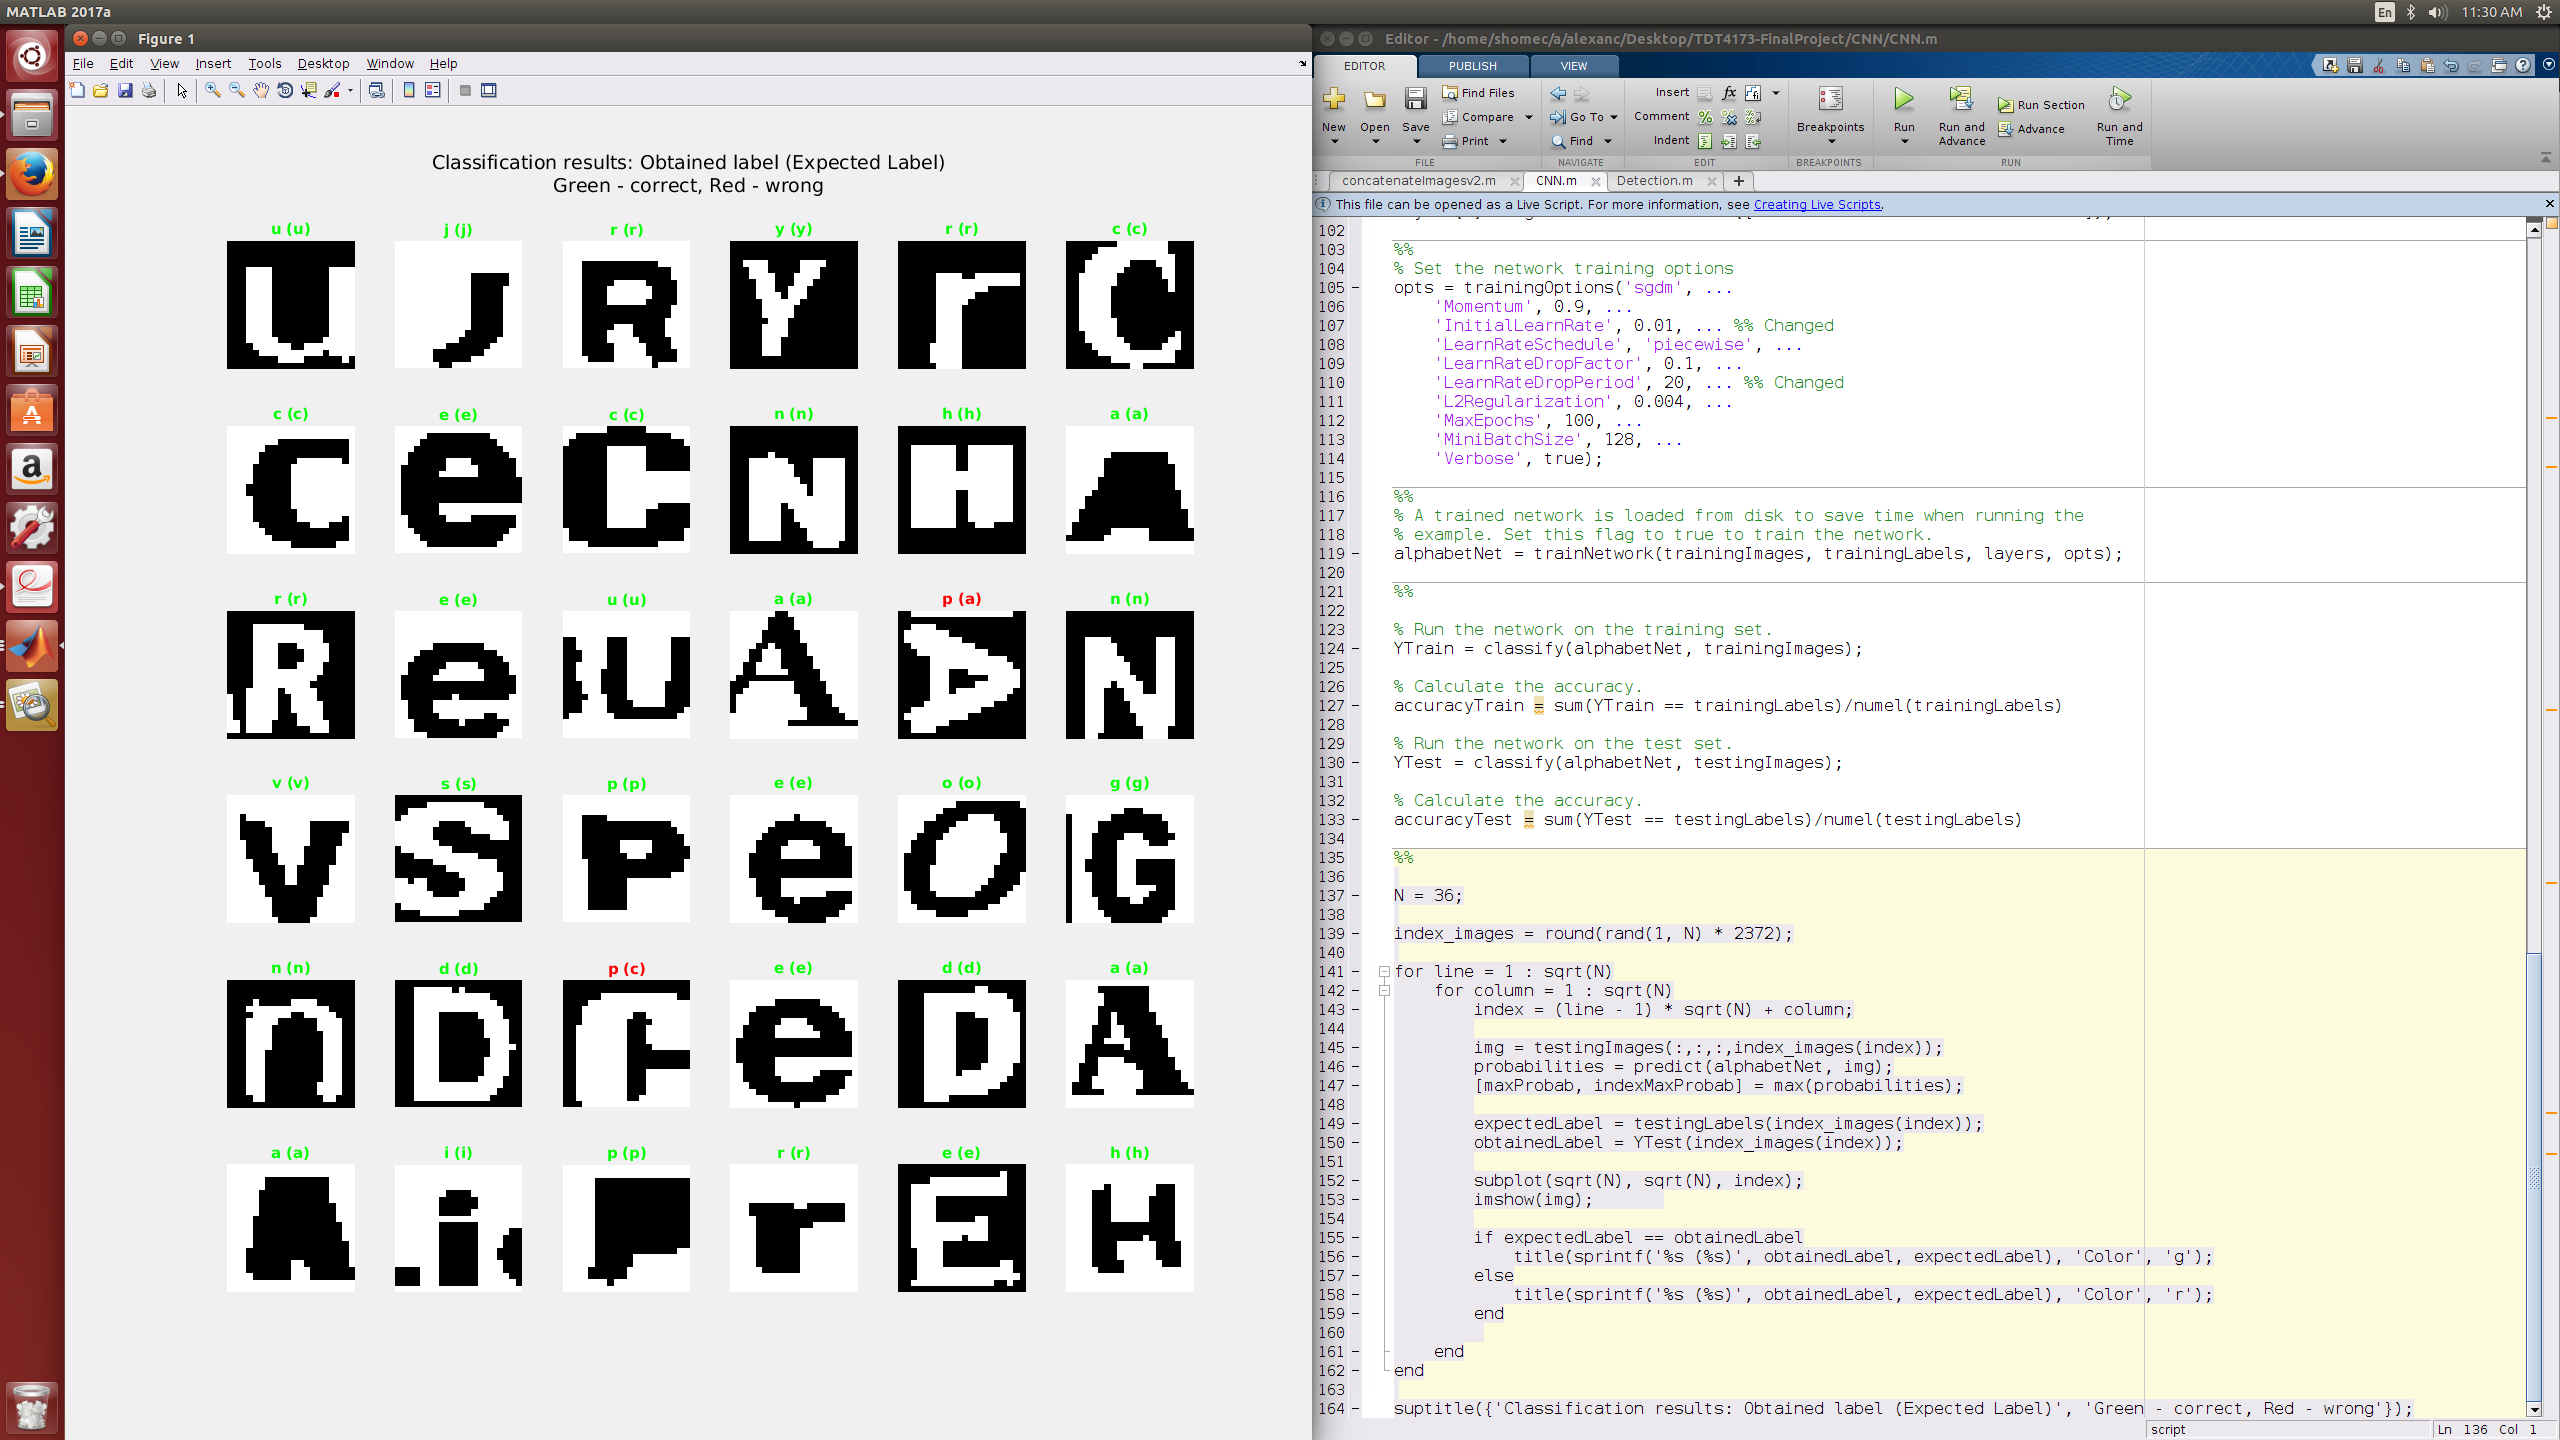 MATLAB 2017a
En
11:30 AM
Figure 1
File Edit View Insert Tools Desktop Window Help
Classification results: Obtained label (Expected Label)
Green - correct, Red - wrong
u (u) j (j) r (r) y (y) r (r) c (c)
u J R Y r C
c (c) e (e) c (c) n (n) h (h) a (a)
c e C N H A
r (r) e (e) u (u) a (a) p (a) n (n)
R e U A A N
v (v) s (s) p (p) e (e) o (o) g (g)
V S P e O G
n (n) d (d) p (c) e (e) d (d) a (a)
n D e D A
a (a) i (i) p (p) r (r) e (e) h (h)
A i P r E H
Editor - /home/shomec/a/alexanc/Desktop/TDT4173-FinalProject/CNN/CNN.m
EDITOR PUBLISH VIEW
New Open Save Find Files Compare Print
Go To Find
Insert fx Comment Indent
Breakpoints
Run Run and Advance Run Section Advance Run and Time
FILE NAVIGATE EDIT BREAKPOINTS RUN
concatenateImagesv2.m CNN.m Detection.m +
This file can be opened as a Live Script. For more information, see Creating Live Scripts.
102
103 %%
104 % Set the network training options
105 opts = trainingOptions('sgdm', ...
106 'Momentum', 0.9, ...
107 'InitialLearnRate', 0.01, ... %% Changed
108 'LearnRateSchedule', 'piecewise', ...
109 'LearnRateDropFactor', 0.1, ...
110 'LearnRateDropPeriod', 20, ... %% Changed
111 'L2Regularization', 0.004, ...
112 'MaxEpochs', 100, ...
113 'MiniBatchSize', 128, ...
114 'Verbose', true);
115
116 %%
117 % A trained network is loaded from disk to save time when running the
118 % example. Set this flag to true to train the network.
119 alphabetNet = trainNetwork(trainingImages, trainingLabels, layers, opts);
120
121 %%
122
123 % Run the network on the training set.
124 YTrain = classify(alphabetNet, trainingImages);
125
126 % Calculate the accuracy.
127 accuracyTrain = sum(YTrain == trainingLabels)/numel(trainingLabels)
128
129 % Run the network on the test set.
130 YTest = classify(alphabetNet, testingImages);
131
132 % Calculate the accuracy.
133 accuracyTest = sum(YTest == testingLabels)/numel(testingLabels)
134
135 %%
136
137 N = 36;
138
139 index_images = round(rand(1, N) * 2372);
140
141 for line = 1 : sqrt(N)
142 for column = 1 : sqrt(N)
143 index = (line - 1) * sqrt(N) + column;
144
145 img = testingImages(:,:,:,index_images(index));
146 probabilities = predict(alphabetNet, img);
147 [maxProbab, indexMaxProbab] = max(probabilities);
148
149 expectedLabel = testingLabels(index_images(index));
150 obtainedLabel = YTest(index_images(index));
151
152 subplot(sqrt(N), sqrt(N), index);
153 imshow(img);
154
155 if expectedLabel == obtainedLabel
156 title(sprintf('%s (%s)', obtainedLabel, expectedLabel), 'Color', 'g');
157 else
158 title(sprintf('%s (%s)', obtainedLabel, expectedLabel), 'Color', 'r');
159 end
160
161 end
162 end
163
164 suptitle({'Classification results: Obtained label (Expected Label)', 'Green - correct, Red - wrong'});
script Ln 136 Col 1